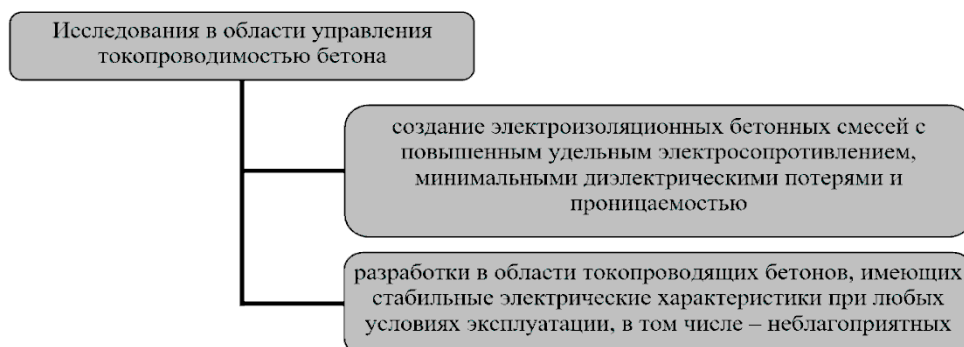 Исследования в области управления
токопроводимостью бетона
создание электроизоляционных бетонных смесей с
повышенным удельным электросопротивлением,
минимальными диэлектрическими потерями и
проницаемостью
разработки в области токопроводящих бетонов, имеющих
стабильные электрические характеристики при любых
условиях эксплуатации, в том числе – неблагоприятных